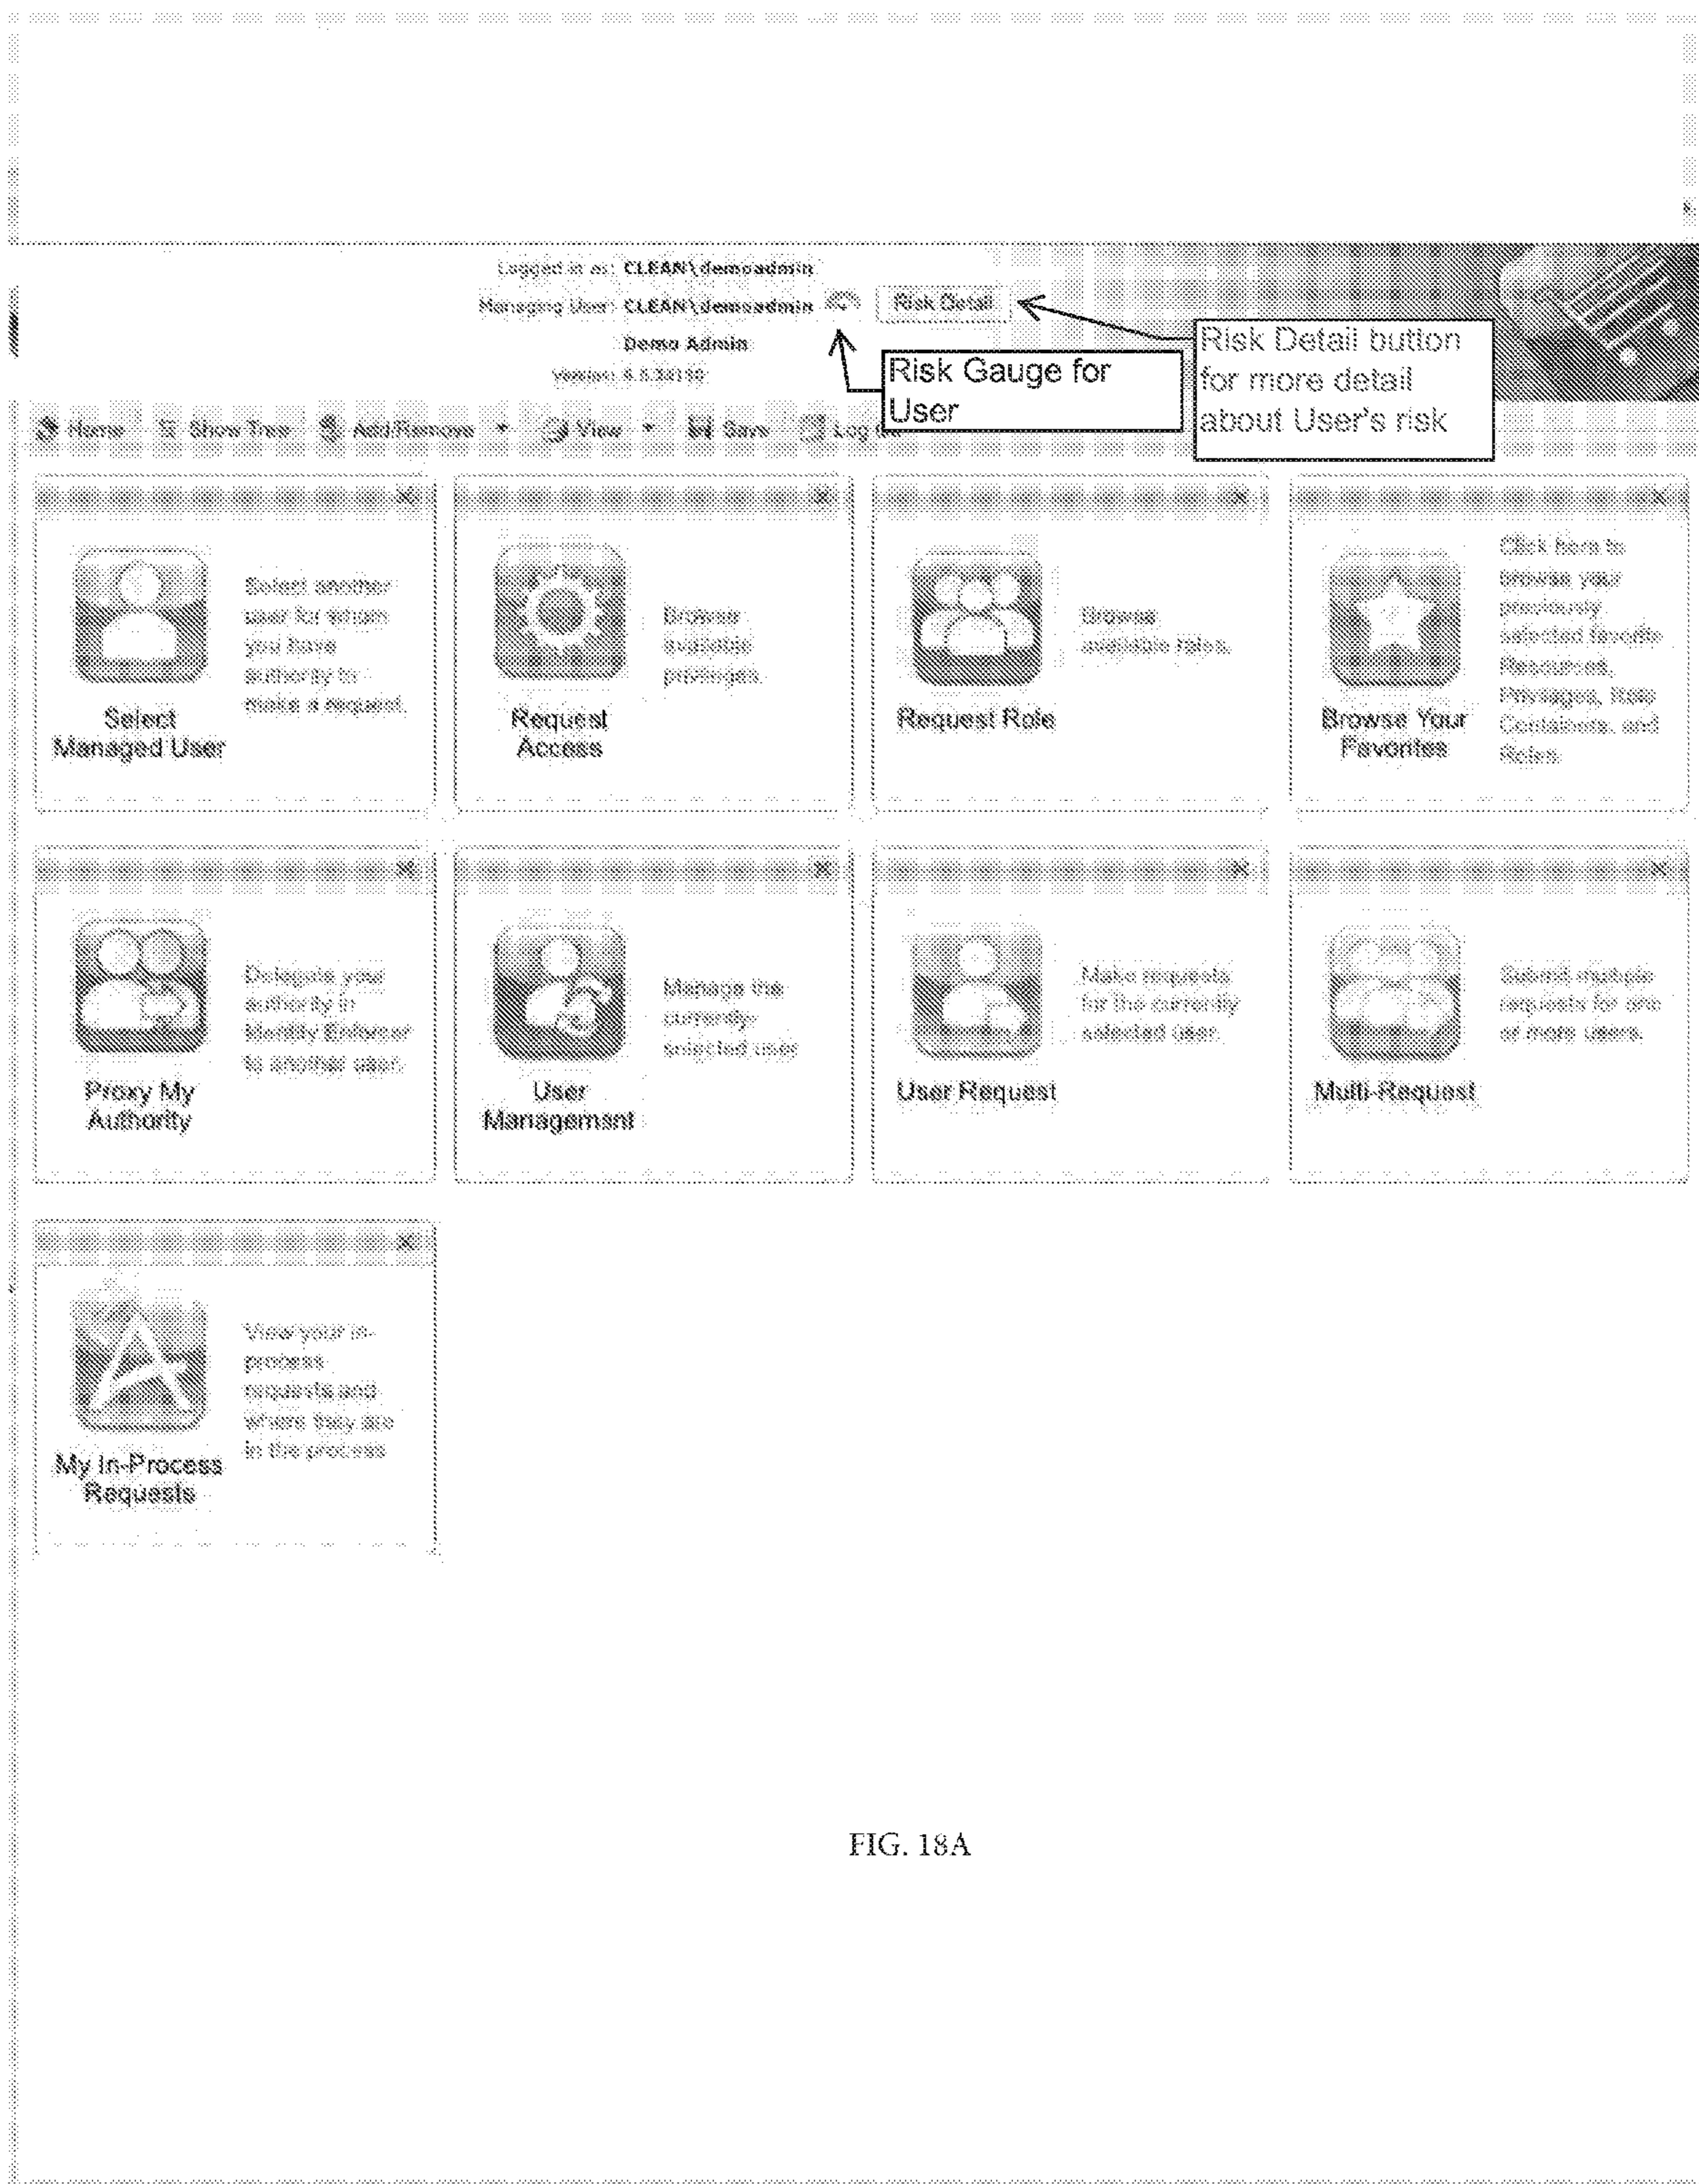 Logged in as: CLEAN\demoadmin
Managing User: CLEAN\demoadmin
Risk Detail
Demo Admin
Version:
Risk Gauge for
User
Risk Detail button
for more detail
about User's risk
Home Show Tree Add/Remove View Save Log
Select another
user for whom
you have
authority to
make a request.
Select
Managed User
Browse
available
privileges.
Request
Access
Browse
available roles.
Request Role
Click here to
browse your
previously
selected favorite
Resources,
Privileges, Role
Containers, and
Roles.
Browse Your
Favorites
Delegate your
authority in
Identity Enforcer
to another user.
Proxy My
Authority
Manage the
currently
selected user
User
Management
Make requests
for the currently
selected user.
User Request
Submit multiple
requests for one
or more users.
Multi-Request
View your in-
process
requests and
where they are
in the process
My In-Process
Requests
FIG. 18A